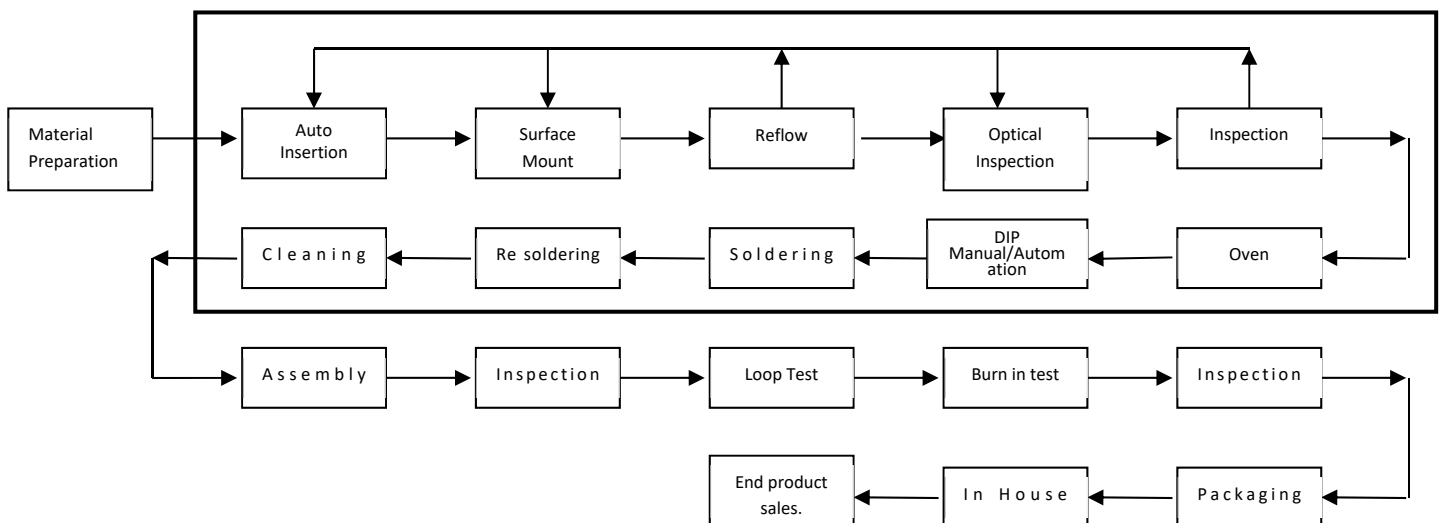 Material
Preparation
Auto
Insertion
Surface
Mount
Reflow
Optical
Inspection
Inspection
Cleaning
Re soldering
Soldering
DIP
Manual/Autom
ation
Oven
Assembly
Inspection
Loop Test
Burn in test
Inspection
End product
sales.
In House
Packaging